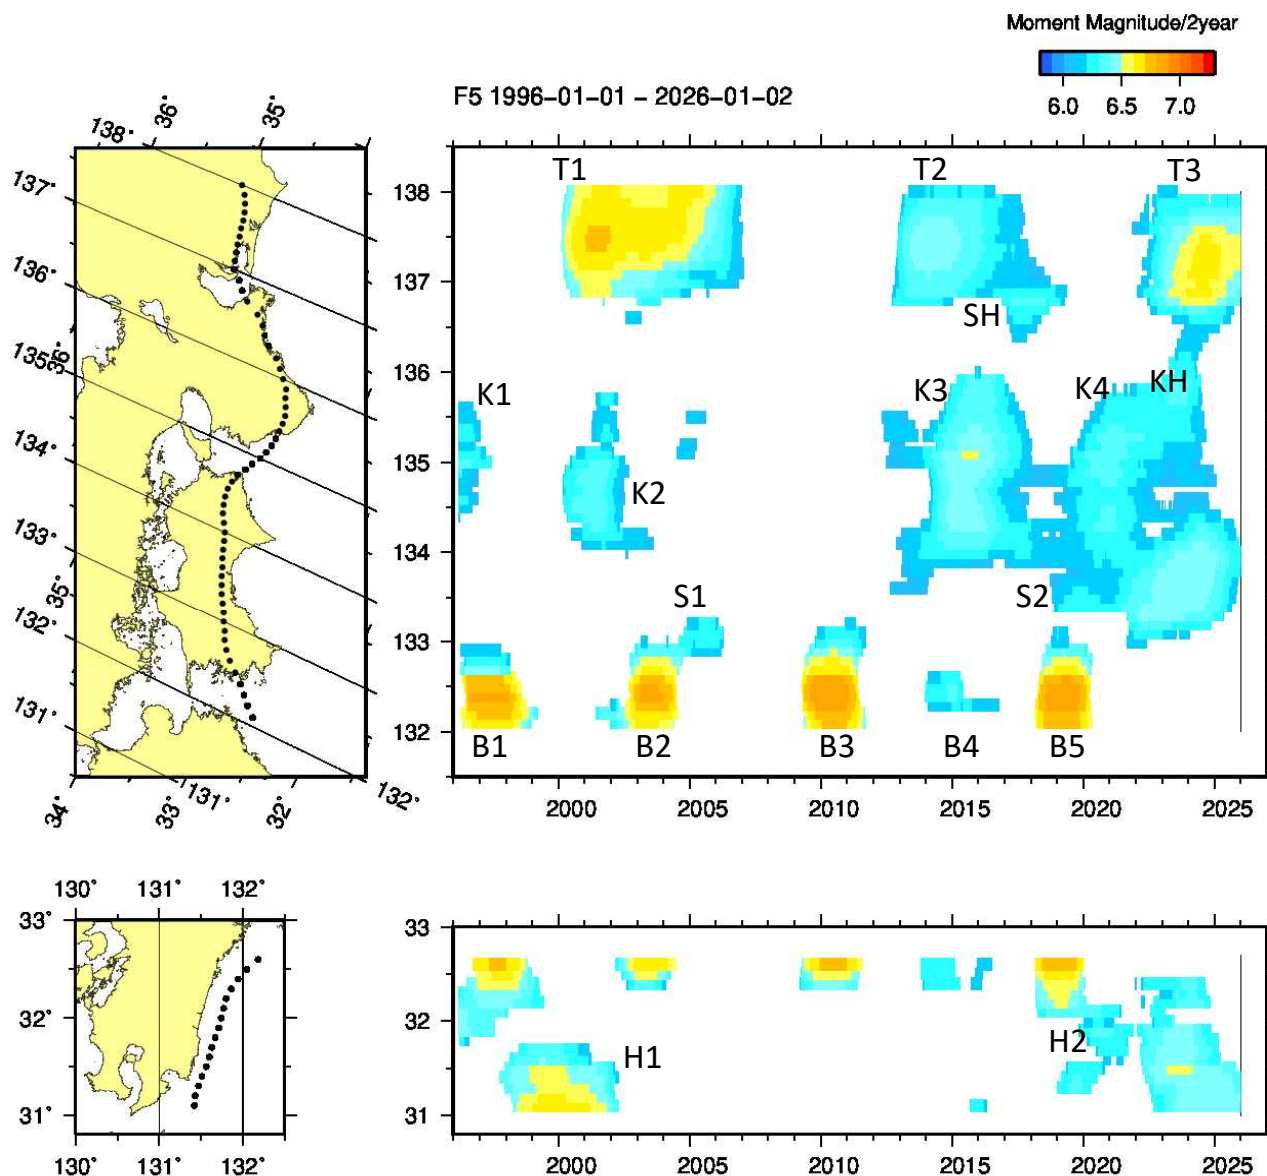 Moment Magnitude/2year
6.0 6.5 7.0
F5 1996-01-01 - 2026-01-02
138° 36° 35°
137°
136°
135°
36°
134°
133°
35°
132°
131°
34° 33° 131° 32° 132°
T1 T2 T3
138
137
SH
136
K1 K3 K4 KH
135
K2
134
S1 S2
133
132
B1 B2 B3 B4 B5
2000 2005 2010 2015 2020 2025
130° 131° 132°
33°
32°
31°
130° 131° 132°
33
32
H1 H2
31
2000 2005 2010 2015 2020 2025